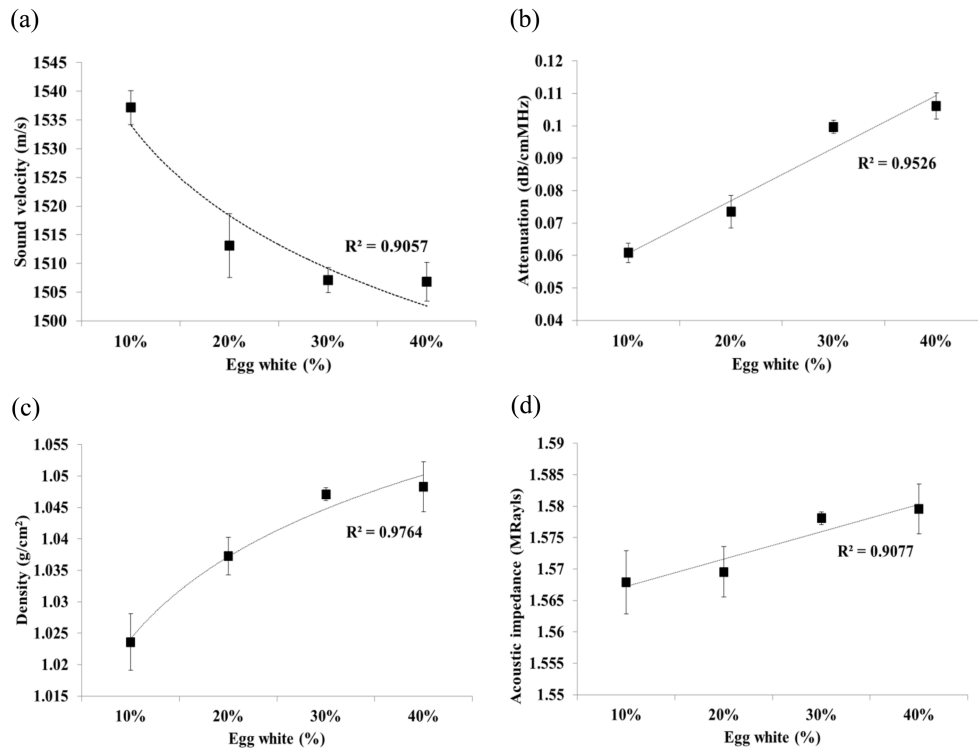 (a)
1545
1540
1535
1530
1525
1520
1515
1510
1505
1500
Sound velocity (m/s)
R² = 0.9057
10% 20% 30% 40%
Egg white (%)
(b)
0.12
0.11
0.1
0.09
0.08
0.07
0.06
0.05
0.04
Attenuation (dB/cmMHz)
R² = 0.9526
10% 20% 30% 40%
Egg white (%)
(c)
1.055
1.05
1.045
1.04
1.035
1.03
1.025
1.02
1.015
Density (g/cm²)
R² = 0.9764
10% 20% 30% 40%
Egg white (%)
(d)
1.59
1.585
1.58
1.575
1.57
1.565
1.56
1.555
1.55
Acoustic impedance (MRayls)
R² = 0.9077
10% 20% 30% 40%
Egg white (%)